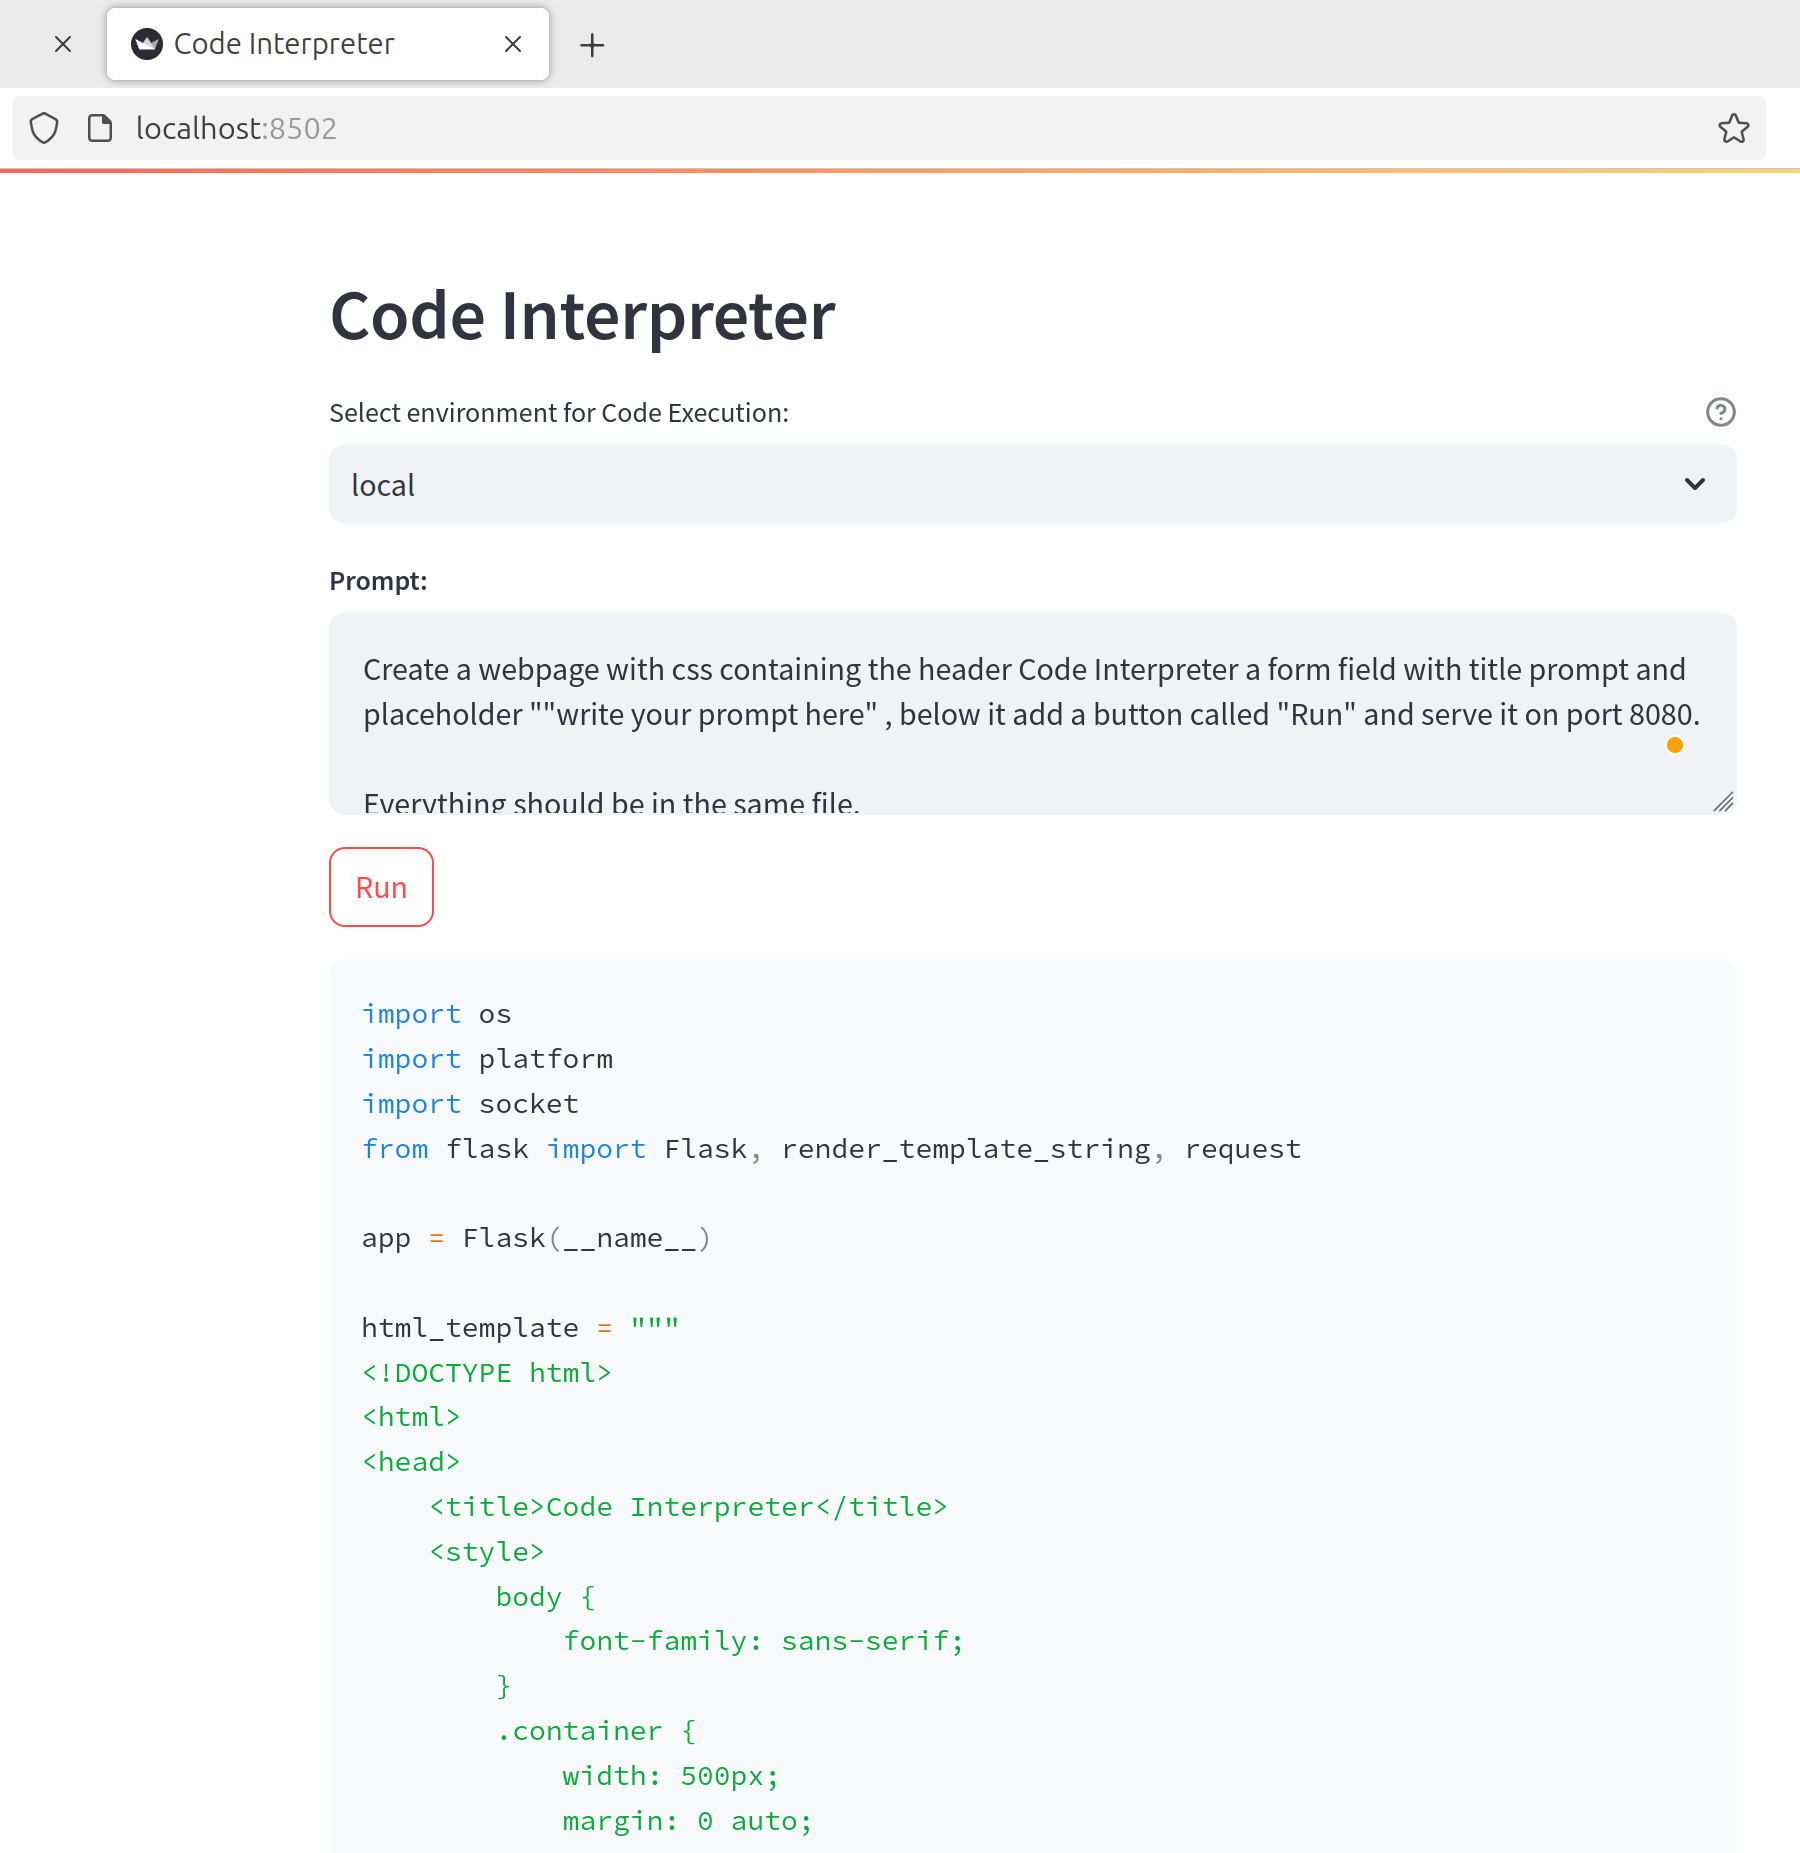 Code Interpreter
localhost:8502
Code Interpreter
Select environment for Code Execution:
local
Prompt:
Create a webpage with css containing the header Code Interpreter a form field with title prompt and
placeholder ""write your prompt here" , below it add a button called "Run" and serve it on port 8080.
Everything should be in the same file.
Run
import os
import platform
import socket
from flask import Flask, render_template_string, request
app = Flask(__name__)
html_template = """
<!DOCTYPE html>
<html>
<head>
    <title>Code Interpreter</title>
    <style>
        body {
            font-family: sans-serif;
        }
        .container {
            width: 500px;
            margin: 0 auto;